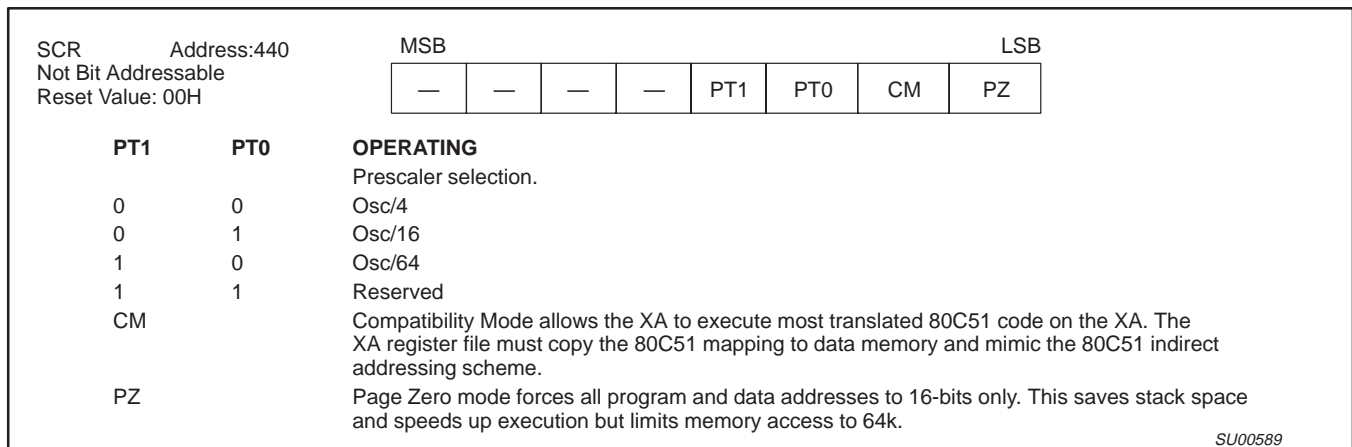 SCR Address:440 MSB LSB
Not Bit Addressable
Reset Value: 00H
— — — — PT1 PT0 CM PZ
PT1 PT0 OPERATING
Prescaler selection.
0 0 Osc/4
0 1 Osc/16
1 0 Osc/64
1 1 Reserved
CM Compatibility Mode allows the XA to execute most translated 80C51 code on the XA. The
XA register file must copy the 80C51 mapping to data memory and mimic the 80C51 indirect
addressing scheme.
PZ Page Zero mode forces all program and data addresses to 16-bits only. This saves stack space
and speeds up execution but limits memory access to 64k.
SU00589